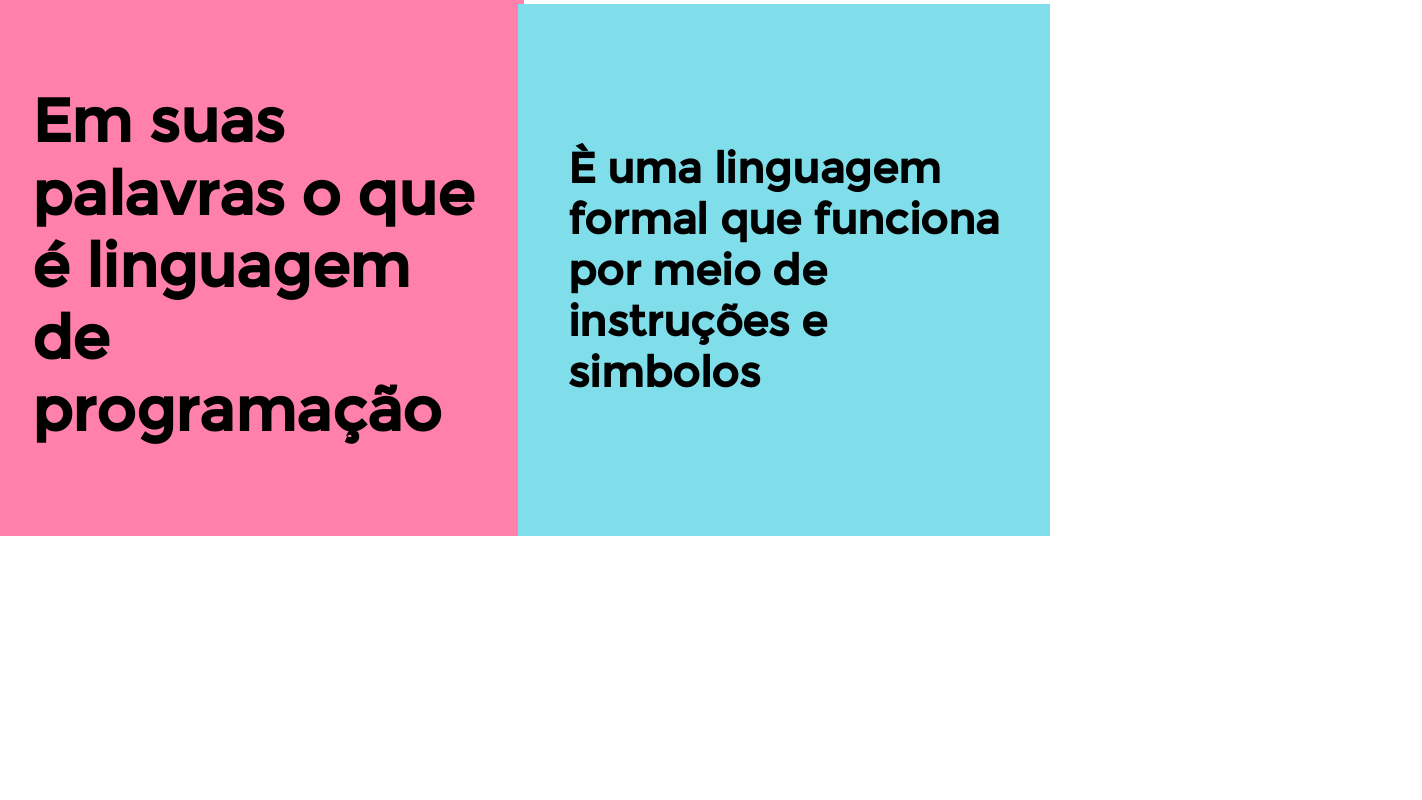 Em suas
palavras o que
é linguagem
de
programação
È uma linguagem
formal que funciona
por meio de
instruções e
simbolos